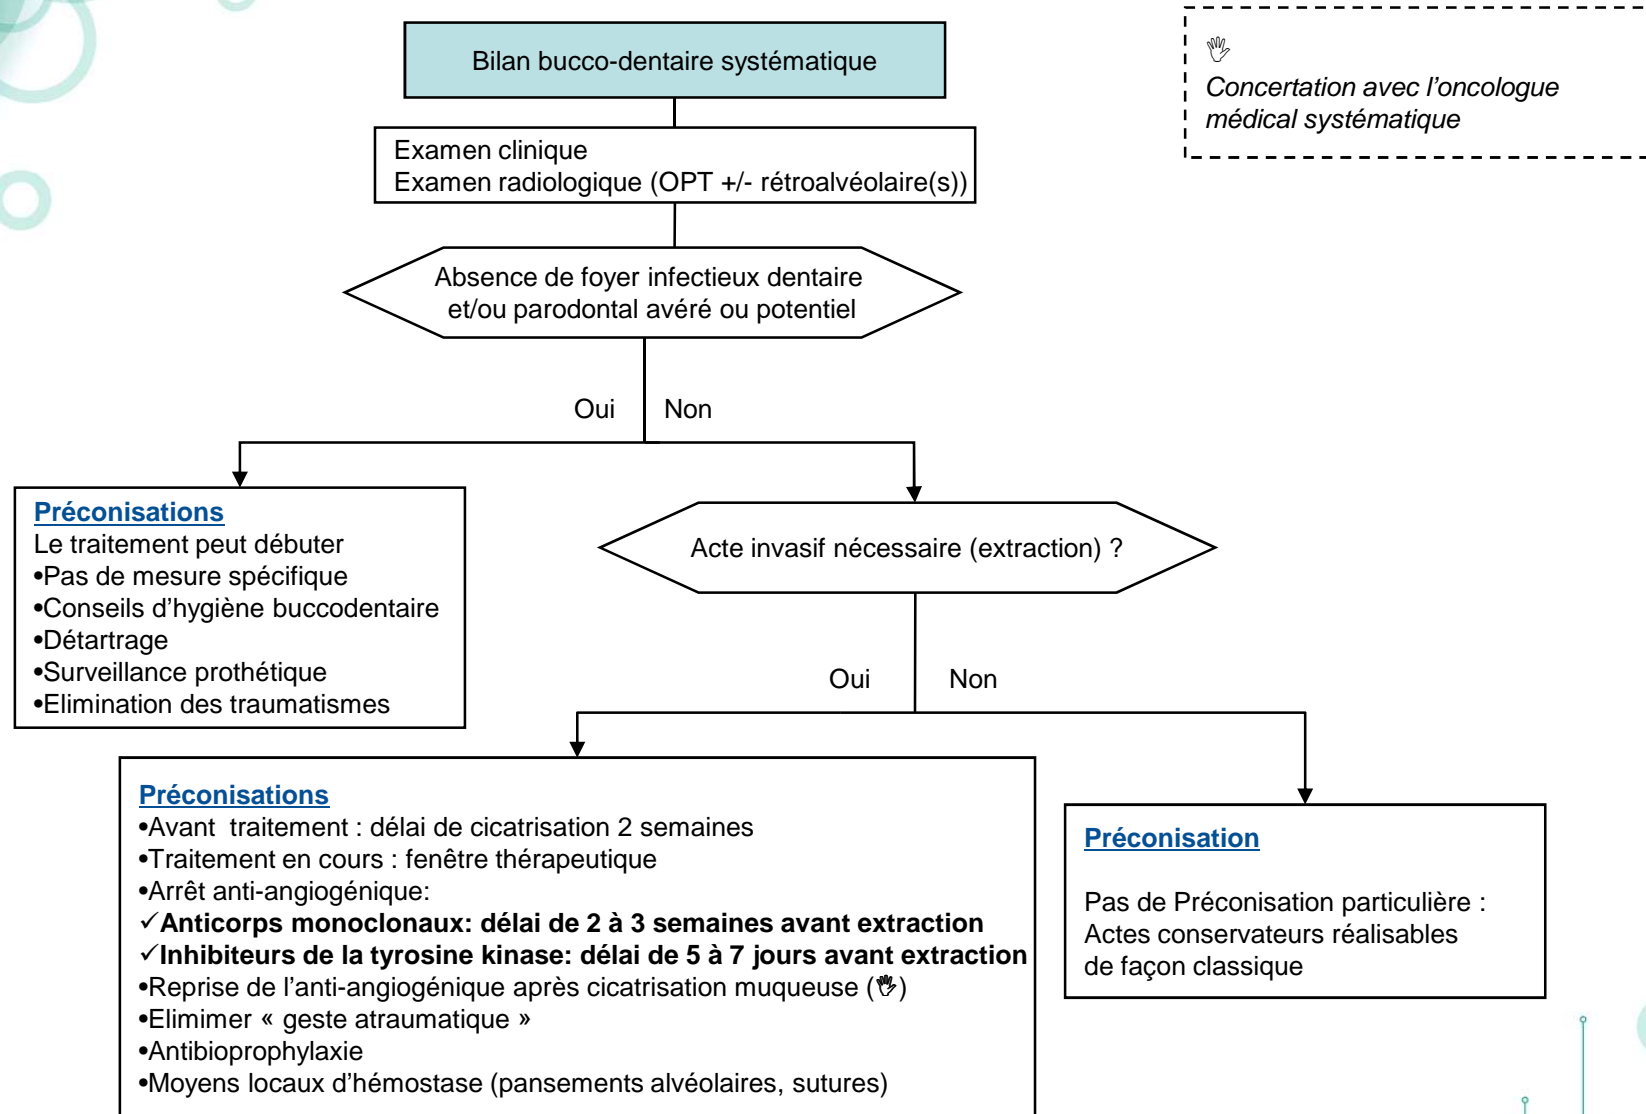 Bilan bucco-dentaire systématique
🖐
Concertation avec l’oncologue
médical systématique
Examen clinique
Examen radiologique (OPT +/- rétroalvéolaire(s))
Absence de foyer infectieux dentaire
et/ou parodontal avéré ou potentiel
Oui Non
Préconisations
Le traitement peut débuter
•Pas de mesure spécifique
•Conseils d’hygiène buccodentaire
•Détartrage
•Surveillance prothétique
•Elimination des traumatismes
Acte invasif nécessaire (extraction) ?
Oui Non
Préconisations
•Avant traitement : délai de cicatrisation 2 semaines
•Traitement en cours : fenêtre thérapeutique
•Arrêt anti-angiogénique:
✓Anticorps monoclonaux: délai de 2 à 3 semaines avant extraction
✓Inhibiteurs de la tyrosine kinase: délai de 5 à 7 jours avant extraction
•Reprise de l’anti-angiogénique après cicatrisation muqueuse (🖐)
•Elimimer « geste atraumatique »
•Antibioprophylaxie
•Moyens locaux d’hémostase (pansements alvéolaires, sutures)
Préconisation
Pas de Préconisation particulière :
Actes conservateurs réalisables
de façon classique